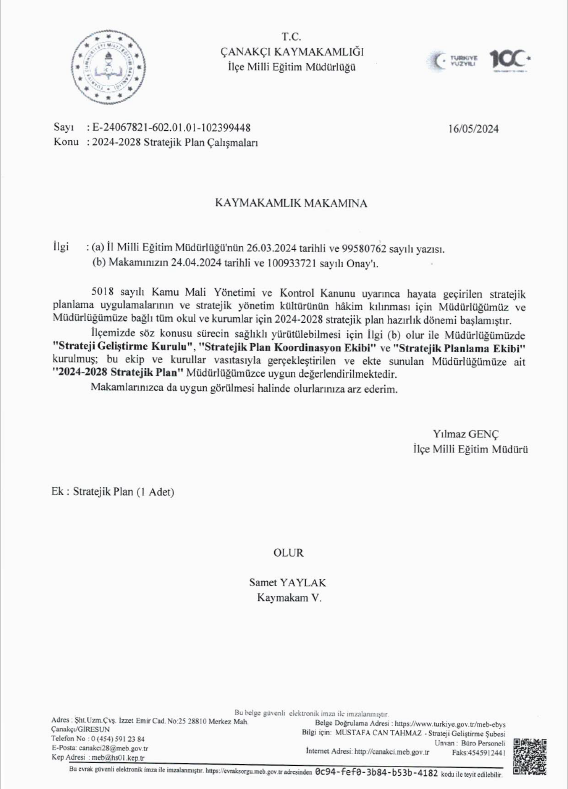 T.C.
ÇANAKÇI KAYMAKAMLIĞI
İlçe Milli Eğitim Müdürlüğü
TÜRKİYE
YÜZYILI
100
Sayı : E-24067821-602.01.01-102399448
16/05/2024
Konu : 2024-2028 Stratejik Plan Çalışmaları
KAYMAKAMLIK MAKAMINA
İlgi : (a) İl Milli Eğitim Müdürlüğü'nün 26.03.2024 tarihli ve 99580762 sayılı yazısı.
(b) Makamınızın 24.04.2024 tarihli ve 100933721 sayılı Onay'ı.
5018 sayılı Kamu Mali Yönetimi ve Kontrol Kanunu uyarınca hayata geçirilen stratejik
planlama uygulamalarının ve stratejik yönetim kültürünün hâkim kılınması için Müdürlüğümüz ve
Müdürlüğümüze bağlı tüm okul ve kurumlar için 2024-2028 stratejik plan hazırlık dönemi başlamıştır.
İlçemizde söz konusu sürecin sağlıklı yürütülebilmesi için İlgi (b) olur ile Müdürlüğümüzde
"Strateji Geliştirme Kurulu", "Stratejik Plan Koordinasyon Ekibi" ve "Stratejik Planlama Ekibi"
kurulmuş; bu ekip ve kurullar vasıtasıyla gerçekleştirilen ve ekte sunulan Müdürlüğümüze ait
"2024-2028 Stratejik Plan" Müdürlüğümüzce uygun değerlendirilmektedir.
Makamlarınızca da uygun görülmesi halinde olurlarınıza arz ederim.
Yılmaz GENÇ
İlçe Milli Eğitim Müdürü
Ek : Stratejik Plan (1 Adet)
OLUR
Samet YAYLAK
Kaymakam V.
Bu belge güvenli elektronik imza ile imzalanmıştır.
Adres : Şht.Uzm.Çvş. İzzet Emir Cad. No:25 28810 Merkez Mah.
Çanakçı/GİRESUN
Telefon No : 0 (454) 591 23 84
E-Posta: canakci28@meb.gov.tr
Kep Adresi : meb@hs01.kep.tr
Belge Doğrulama Adresi : https://www.turkiye.gov.tr/meb-ebys
Bilgi için: MUSTAFA CAN TAHMAZ - Strateji Geliştirme Şubesi
Unvan : Büro Personeli
İnternet Adresi: http://canakci.meb.gov.tr Faks:4545912441
Bu evrak güvenli elektronik imza ile imzalanmıştır. https://evraksorgu.meb.gov.tr adresinden 0c94-fef0-3b84-b53b-4182 kodu ile teyit edilebilir.